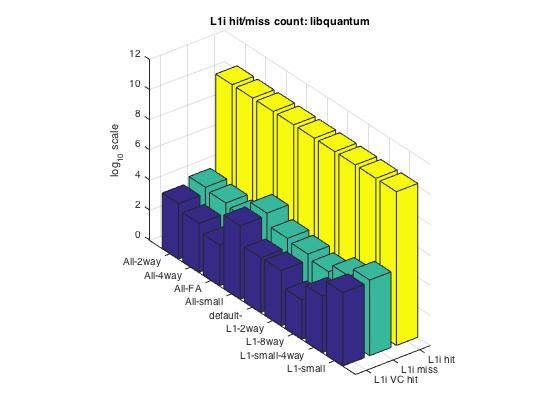 L1i hit/miss count: libquantum
12
10
8
6
4
2
0
log10 scale
All-2way
All-4way
All-FA
All-small
default-
L1-2way
L1-8way
L1-small-4way
L1-small
L1i VC hit
L1i miss
L1i hit